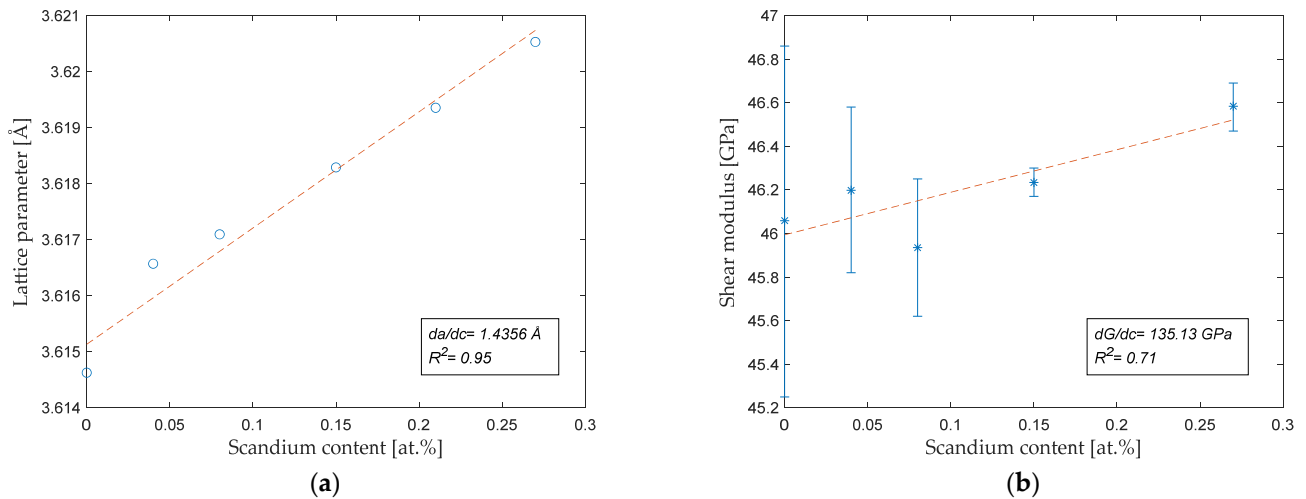 3.621
3.62
3.619
3.618
3.617
3.616
3.615
3.614
Lattice parameter [Å]
da/dc= 1.4356 Å
R²= 0.95
0 0.05 0.1 0.15 0.2 0.25 0.3
Scandium content [at.%]
(a)
47
46.8
46.6
46.4
46.2
46
45.8
45.6
45.4
45.2
Shear modulus [GPa]
dG/dc= 135.13 GPa
R²= 0.71
0 0.05 0.1 0.15 0.2 0.25 0.3
Scandium content [at.%]
(b)